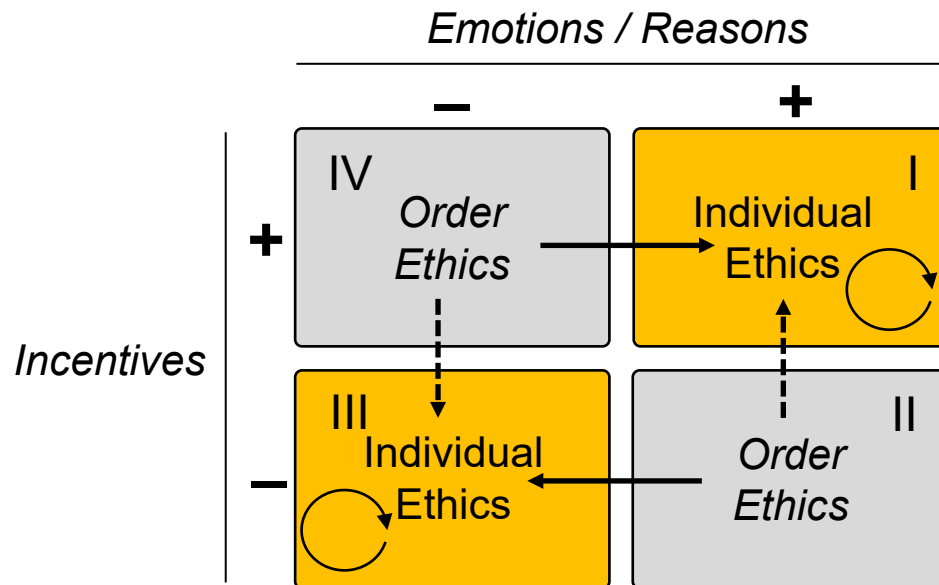 Emotions / Reasons
– +
IV
Order
Ethics
I
Individual
Ethics
+
Incentives
–
III
Individual
Ethics
II
Order
Ethics